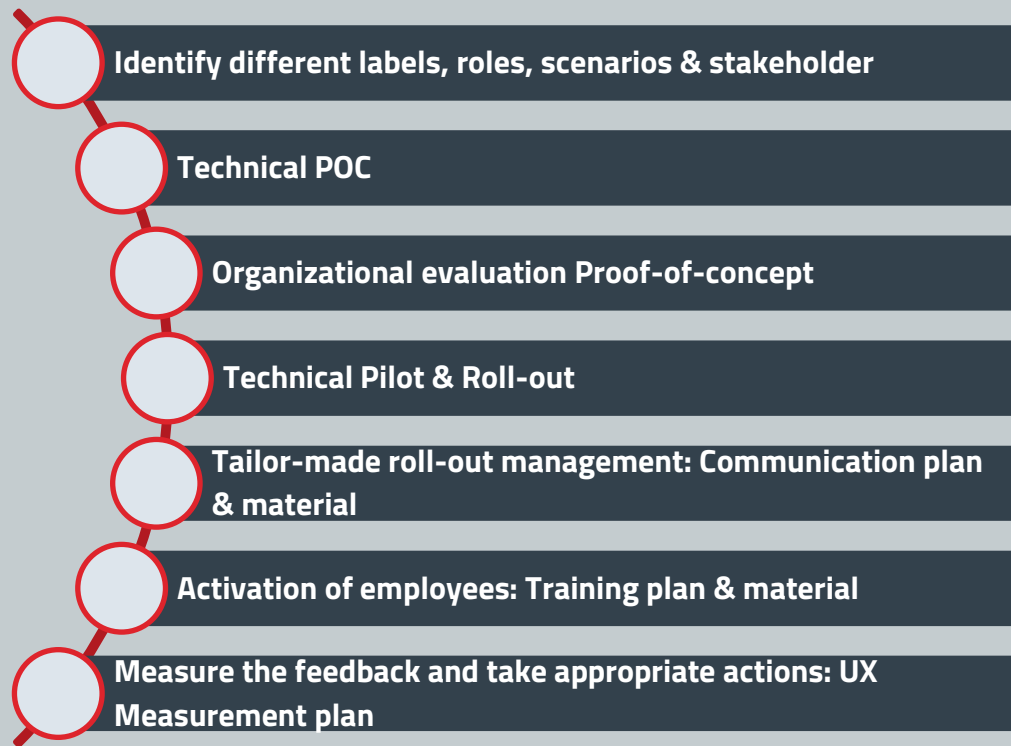 Identify different labels, roles, scenarios & stakeholder
Technical POC
Organizational evaluation Proof-of-concept
Technical Pilot & Roll-out
Tailor-made roll-out management: Communication plan
& material
Activation of employees: Training plan & material
Measure the feedback and take appropriate actions: UX
Measurement plan